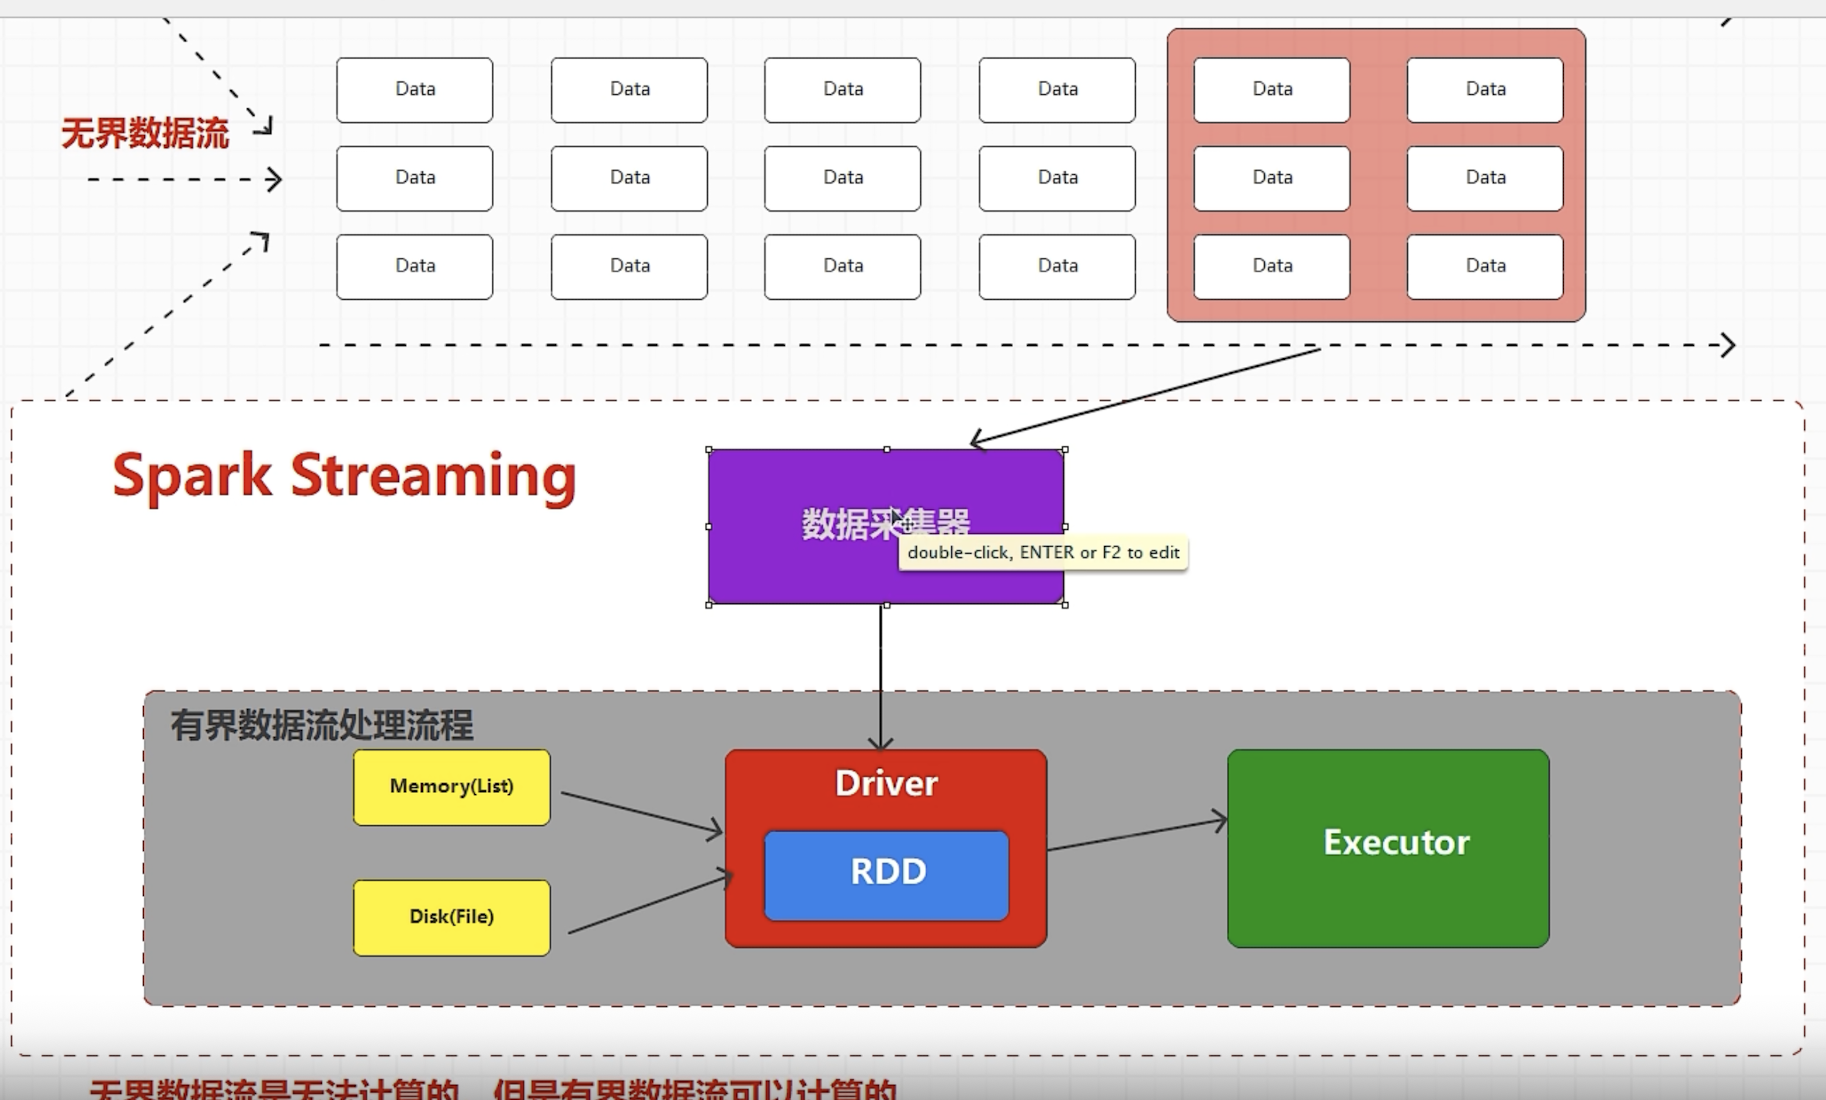 Data Data Data Data Data Data
无界数据流
Data Data Data Data Data Data
Data Data Data Data Data Data
Spark Streaming
数据采集器
double-click, ENTER or F2 to edit
有界数据流处理流程
Memory(List)
Driver
Executor
RDD
Disk(File)
无界数据流是无法计算的，但是有界数据流可以计算的